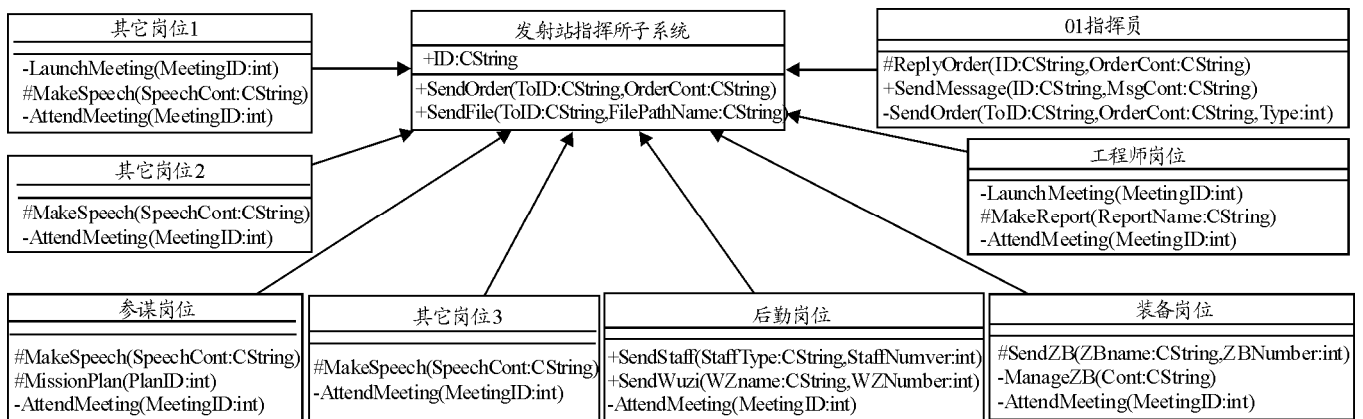 其它岗位1
-LaunchMeeting(MeetingID:int)
#MakeSpeech(SpeechCont:CString)
-AttendMeeting(MeetingID:int)
发射站指挥所子系统
+ID:CString
+SendOrder(ToID:CString,OrderCont:CString)
+SendFile(ToID:CString,FilePathName:CString)
01指挥员
#ReplyOrder(ID:CString,OrderCont:CString)
+SendMessage(ID:CString,MsgCont:CString)
-SendOrder(ToID:CString,OrderCont:CString,Type:int)
其它岗位2
#MakeSpeech(SpeechCont:CString)
-AttendMeeting(MeetingID:int)
工程师岗位
-LaunchMeeting(MeetingID:int)
#MakeReport(ReportName:CString)
-AttendMeeting(MeetingID:int)
参谋岗位
#MakeSpeech(SpeechCont:CString)
#MissionPlan(PlanID:int)
-AttendMeeting(MeetingID:int)
其它岗位3
#MakeSpeech(SpeechCont:CString)
-AttendMeeting(MeetingID:int)
后勤岗位
+SendStaff(StaffType:CString,StaffNumver:int)
+SendWuzi(WZname:CString,WZNumber:int)
-AttendMeeting(MeetingID:int)
装备岗位
#SendZB(ZBname:CString,ZBNumber:int)
-ManageZB(Cont:CString)
-AttendMeeting(MeetingID:int)